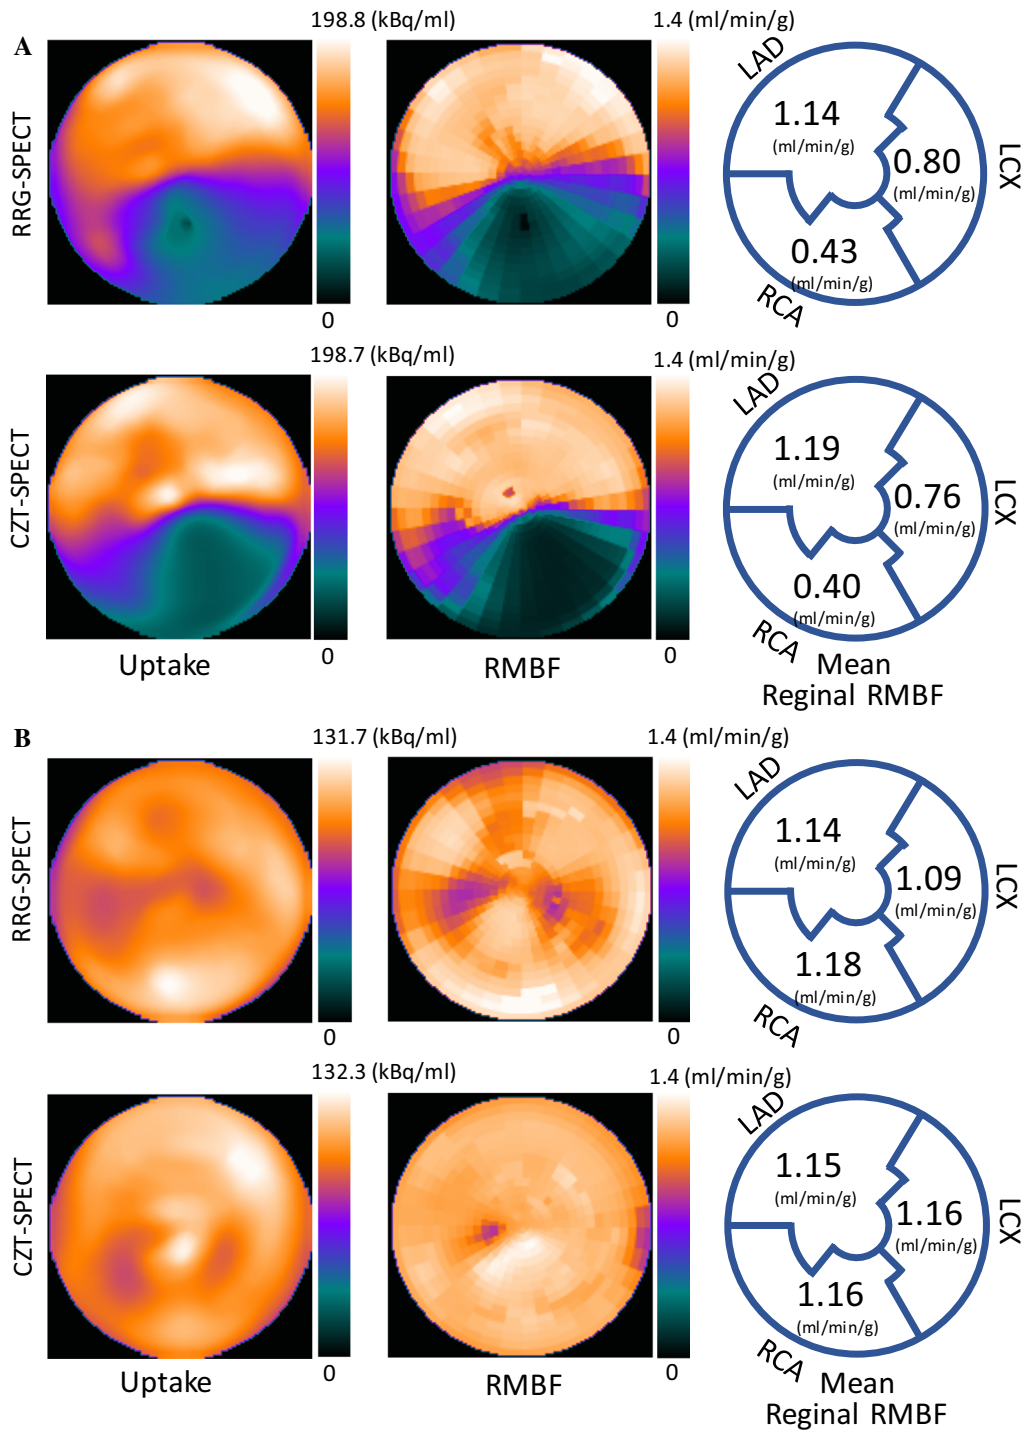 A
198.8 (kBq/ml)
1.4 (ml/min/g)
RRG-SPECT
LAD
1.14
(ml/min/g)
0.80
(ml/min/g)
LCX
0.43
(ml/min/g)
RCA
0
0
198.7 (kBq/ml)
1.4 (ml/min/g)
CZT-SPECT
LAD
1.19
(ml/min/g)
0.76
(ml/min/g)
LCX
0.40
(ml/min/g)
RCA
0
0
Uptake
RMBF
Mean
Reginal RMBF
B
131.7 (kBq/ml)
1.4 (ml/min/g)
RRG-SPECT
LAD
1.14
(ml/min/g)
1.09
(ml/min/g)
LCX
1.18
(ml/min/g)
RCA
0
0
132.3 (kBq/ml)
1.4 (ml/min/g)
CZT-SPECT
LAD
1.15
(ml/min/g)
1.16
(ml/min/g)
LCX
1.16
(ml/min/g)
RCA
0
0
Uptake
RMBF
Mean
Reginal RMBF